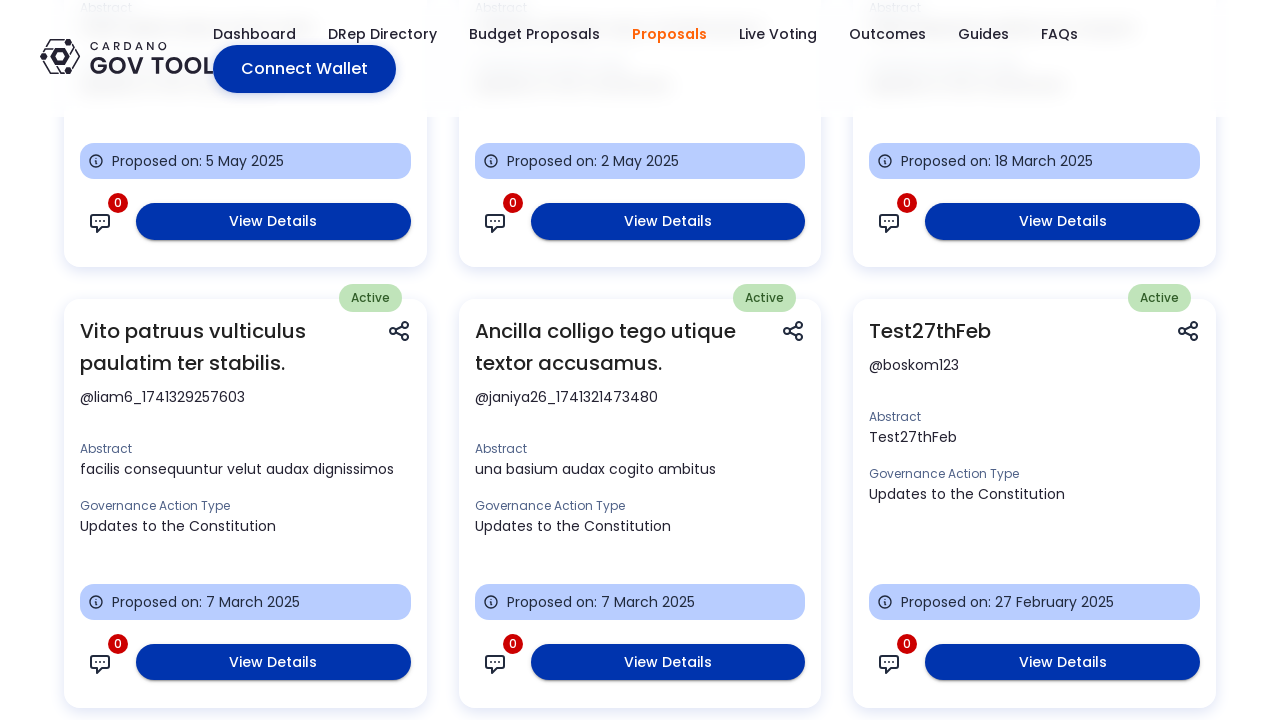 Dashboard DRep Directory Budget Proposals Proposals Live Voting Outcomes Guides FAQs
CARDANO
GOV TOOL
Connect Wallet
Proposed on: 5 May 2025
0
View Details
Proposed on: 2 May 2025
0
View Details
Proposed on: 18 March 2025
0
View Details
Active
Vito patruus vulticulus
paulatim ter stabilis.
@liam6_1741329257603
Abstract
facilis consequuntur velut audax dignissimos
Governance Action Type
Updates to the Constitution
Proposed on: 7 March 2025
0
View Details
Active
Ancilla colligo tego utique
textor accusamus.
@janiya26_1741321473480
Abstract
una basium audax cogito ambitus
Governance Action Type
Updates to the Constitution
Proposed on: 7 March 2025
0
View Details
Active
Test27thFeb
@boskom123
Abstract
Test27thFeb
Governance Action Type
Updates to the Constitution
Proposed on: 27 February 2025
0
View Details